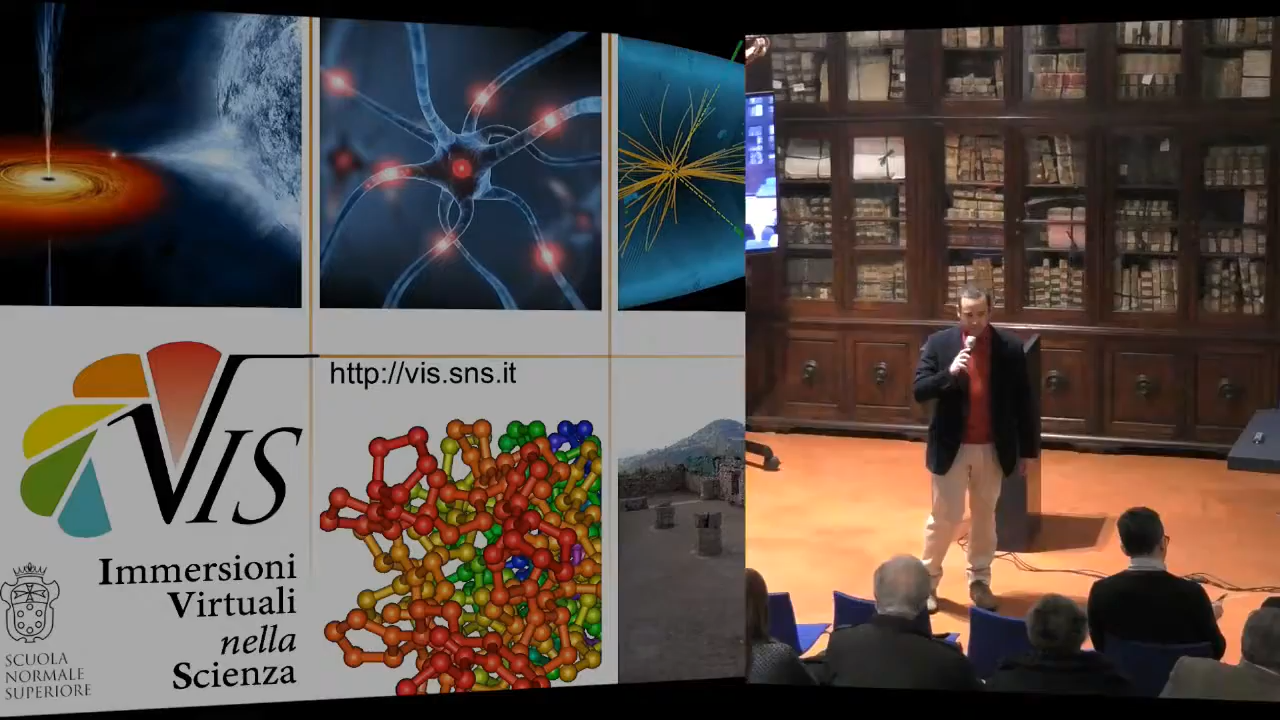 http://vis.sns.it
VIS
Immersioni
Virtuali
nella
Scienza
SCUOLA
NORMALE
SUPERIORE